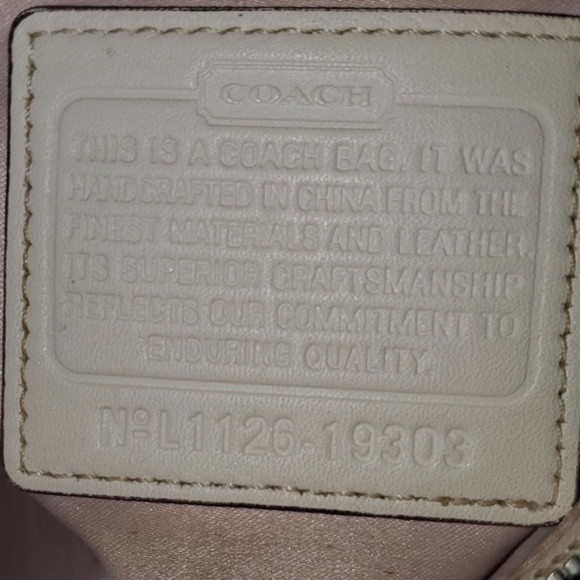 COACH
THIS IS A COACH BAG. IT WAS
HANDCRAFTED IN CHINA FROM THE
FINEST MATERIALS AND LEATHER.
ITS SUPERIOR CRAFTSMANSHIP
REFLECTS OUR COMMITMENT TO
ENDURING QUALITY.
NºL1126-19303